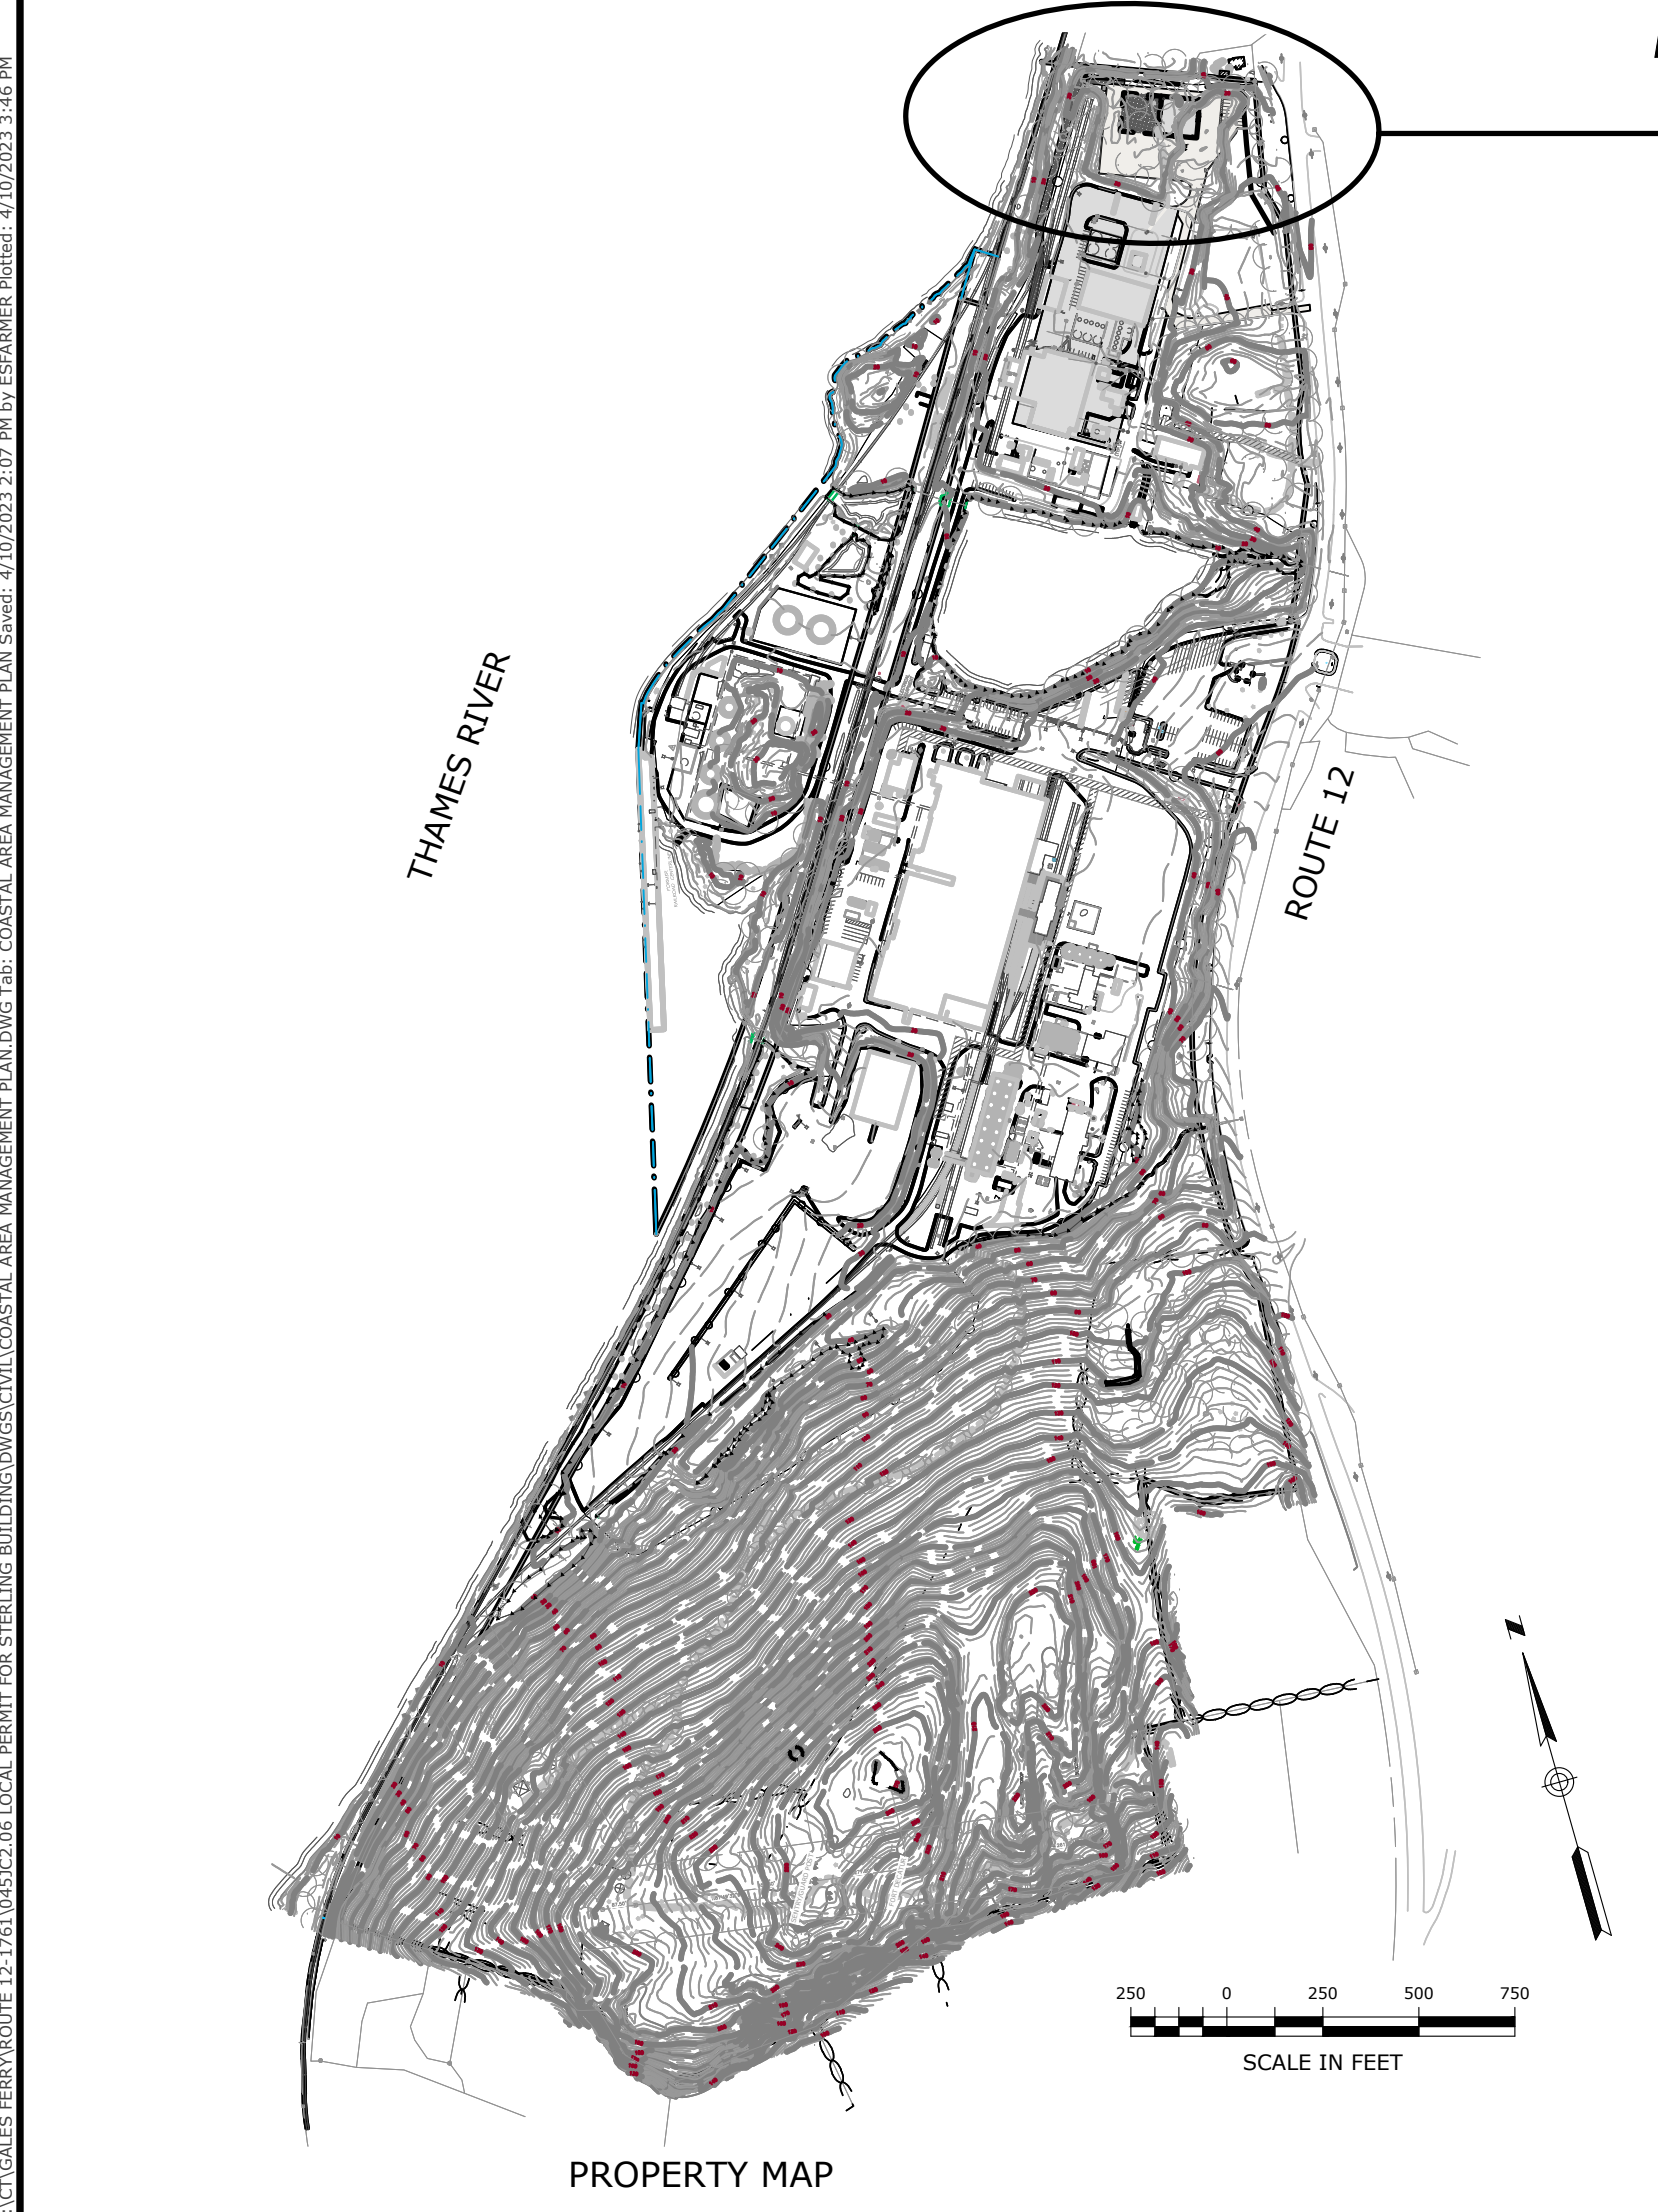 :\CT\GALES FERRY\ROUTE 12-1761\045JC2.06 LOCAL PERMIT FOR STERLING BUILDING\DWGS\CIVIL\COASTAL AREA MANAGEMENT PLAN.DWG Tab: COASTAL AREA MANAGEMENT PLAN Saved: 4/10/2023 2:07 PM by ESFARMER Plotted: 4/10/2023 3:46 PM
THAMES RIVER
ROUTE 12
N
250 0 250 500 750
SCALE IN FEET
PROPERTY MAP